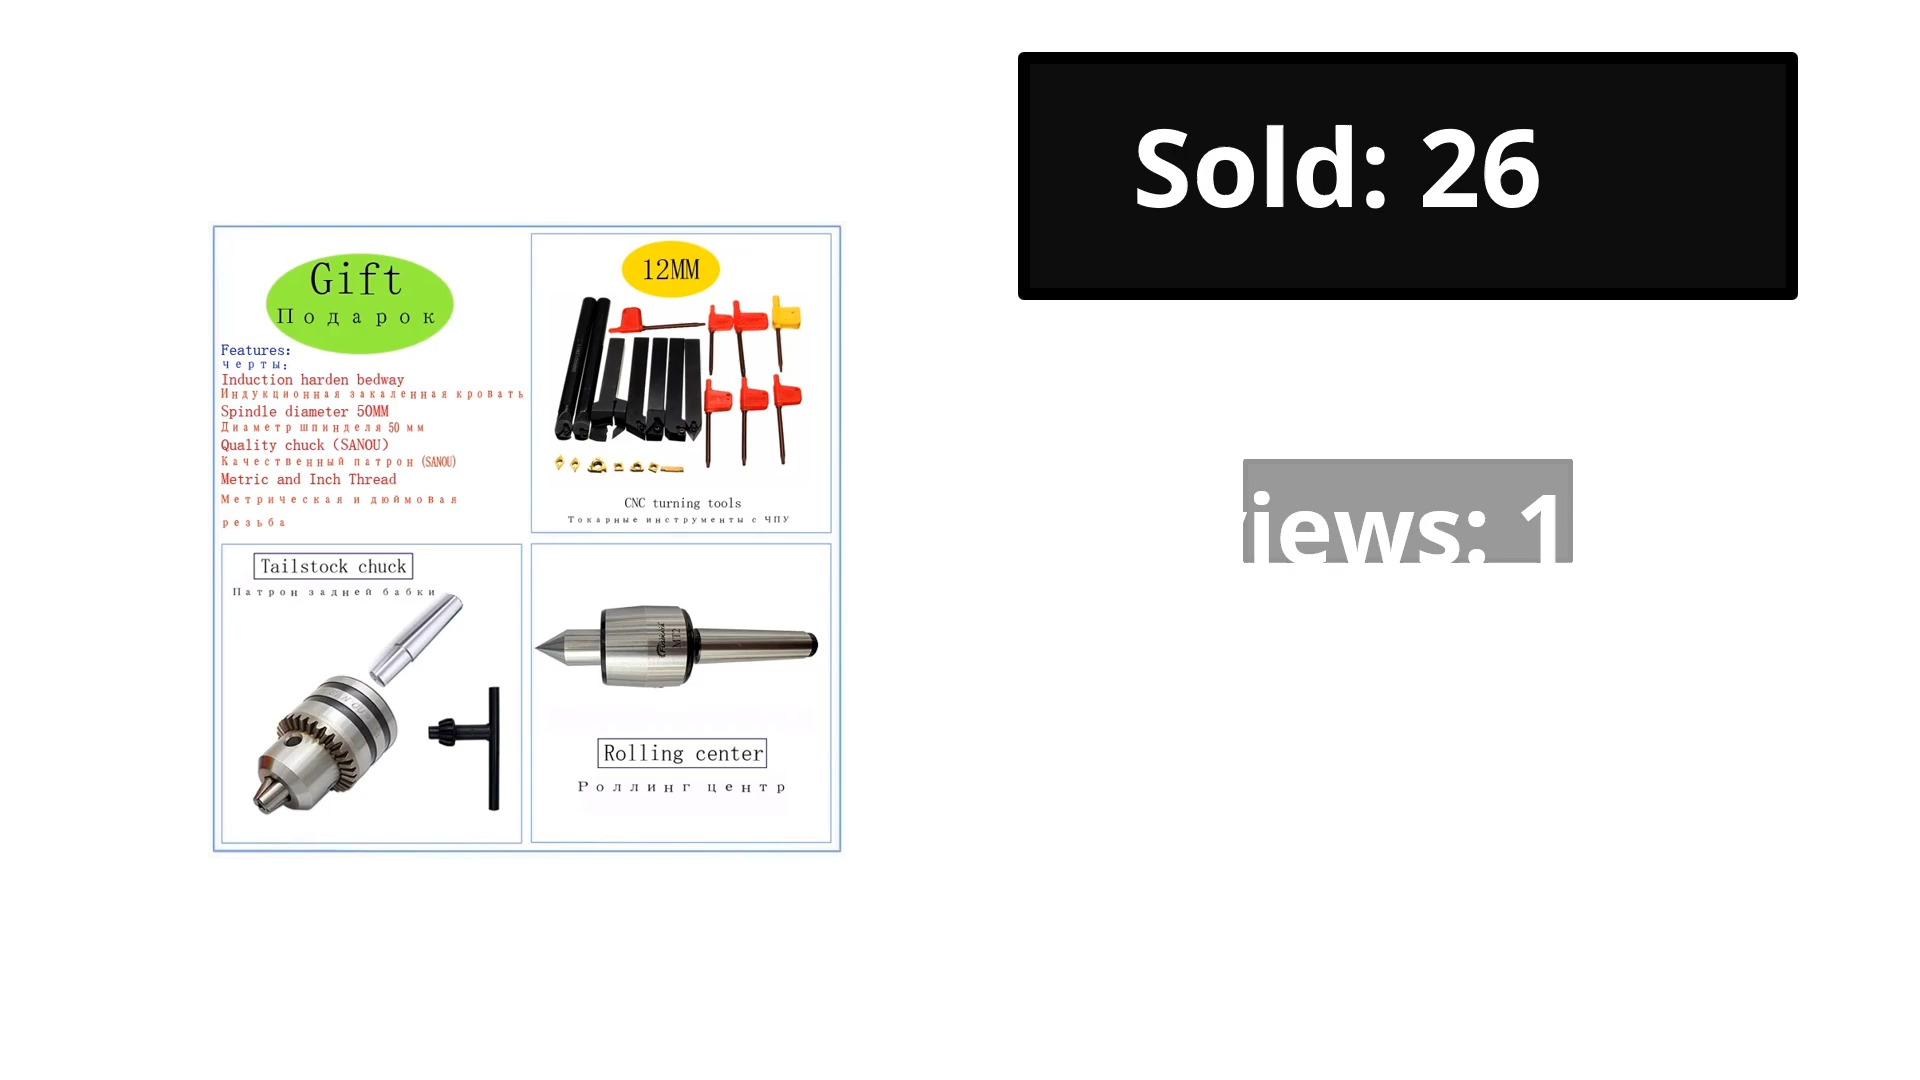 Sold: 26
Gift
Подарок
Features:
черты:
Induction harden bedway
Индукционная закаленная кровать
Spindle diameter 50MM
Диаметр шпинделя 50 мм
Quality chuck (SANOU)
Качественный патрон (SANOU)
Metric and Inch Thread
Метрическая и дюймовая
резьба
12MM
CNC turning tools
Токарные инструменты с ЧПУ
Tailstock chuck
Патрон задней бабки
Rolling center
Роллинг центр
views: 1